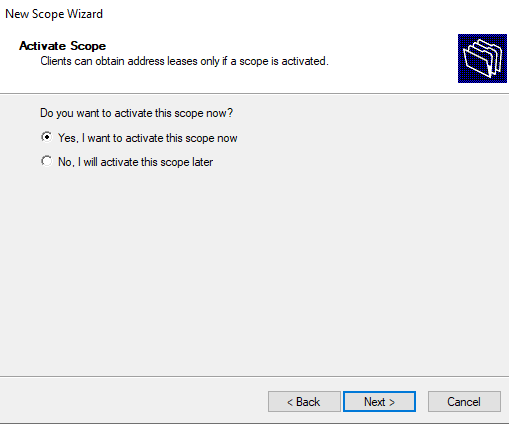 New Scope Wizard
Activate Scope
Clients can obtain address leases only if a scope is activated.
Do you want to activate this scope now?
Yes, I want to activate this scope now
No, I will activate this scope later
< Back
Next >
Cancel